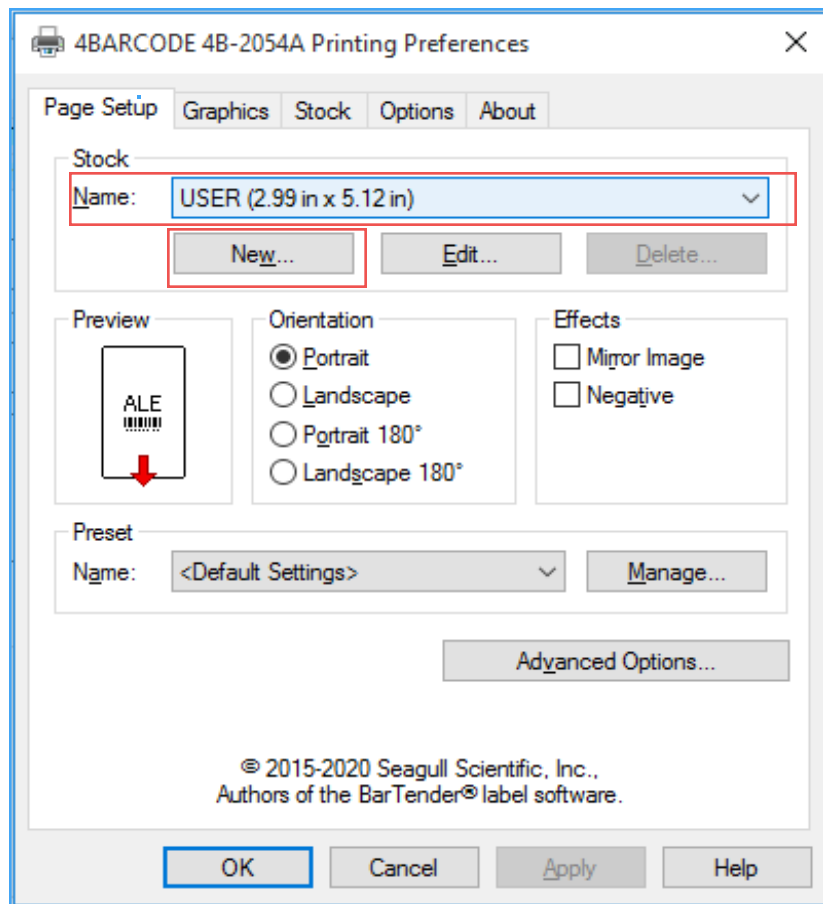 4BARCODE 4B-2054A Printing Preferences
Page Setup Graphics Stock Options About
Stock
Name: USER (2.99 in x 5.12 in)
New... Edit... Delete...
Preview Orientation Effects
Portrait Mirror Image
ALE Landscape Negative
Portrait 180°
Landscape 180°
Preset
Name: <Default Settings> Manage...
Advanced Options...
© 2015-2020 Seagull Scientific, Inc.,
Authors of the BarTender® label software.
OK Cancel Apply Help